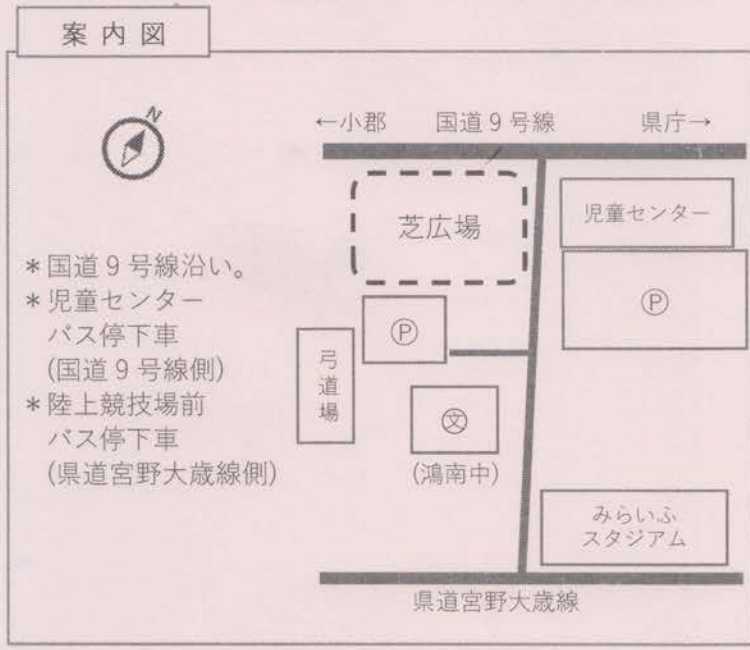 案内図
N
←小郡 国道9号線 県庁→
芝広場
児童センター
Ⓟ
Ⓟ
＊国道9号線沿い。
＊児童センター
バス停下車
(国道9号線側)
＊陸上競技場前
バス停下車
(県道宮野大歳線側)
弓道場
文
(鴻南中)
みらいふ
スタジアム
県道宮野大歳線